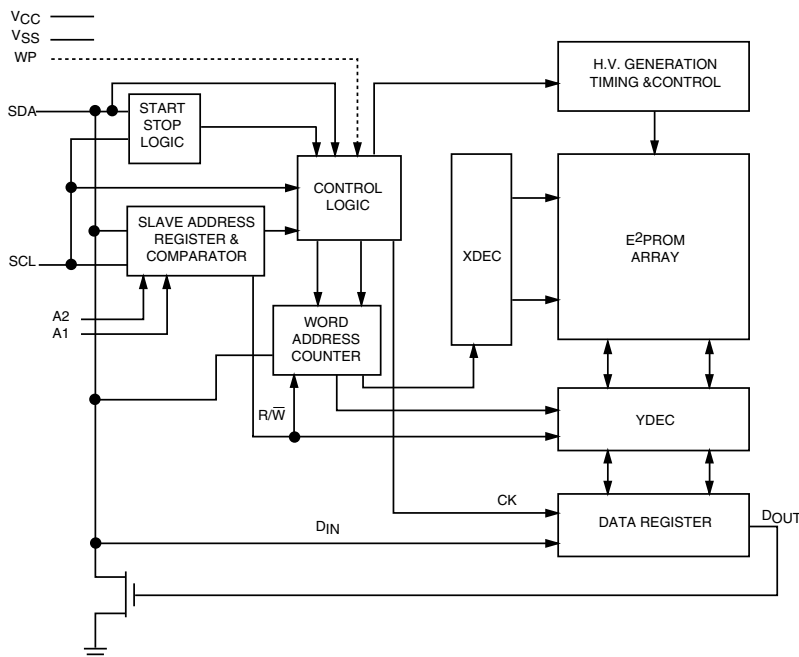 VCC
VSS
WP
SDA
START
STOP
LOGIC
H.V. GENERATION
TIMING &CONTROL
CONTROL
LOGIC
SLAVE ADDRESS
REGISTER &
COMPARATOR
SCL
A2
A1
XDEC
E²PROM
ARRAY
WORD
ADDRESS
COUNTER
R/W̅
YDEC
CK
DIN
DATA REGISTER
DOUT